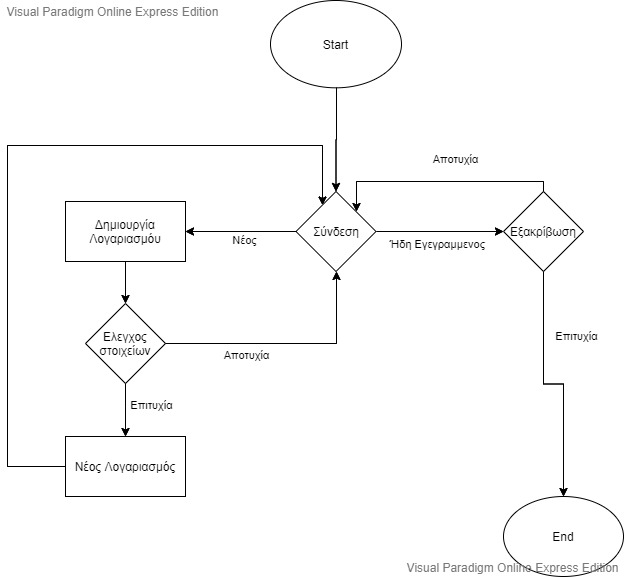 Visual Paradigm Online Express Edition
Start
Αποτυχία
Δημιουργία
Λογαριασμόυ
Νέος
Σύνδεση
Ήδη Εγεγραμμενος
Εξακρίβωση
Ελεγχος
στοιχείων
Αποτυχία
Επιτυχία
Επιτυχία
Νέος Λογαριασμός
End
Visual Paradigm Online Express Edition